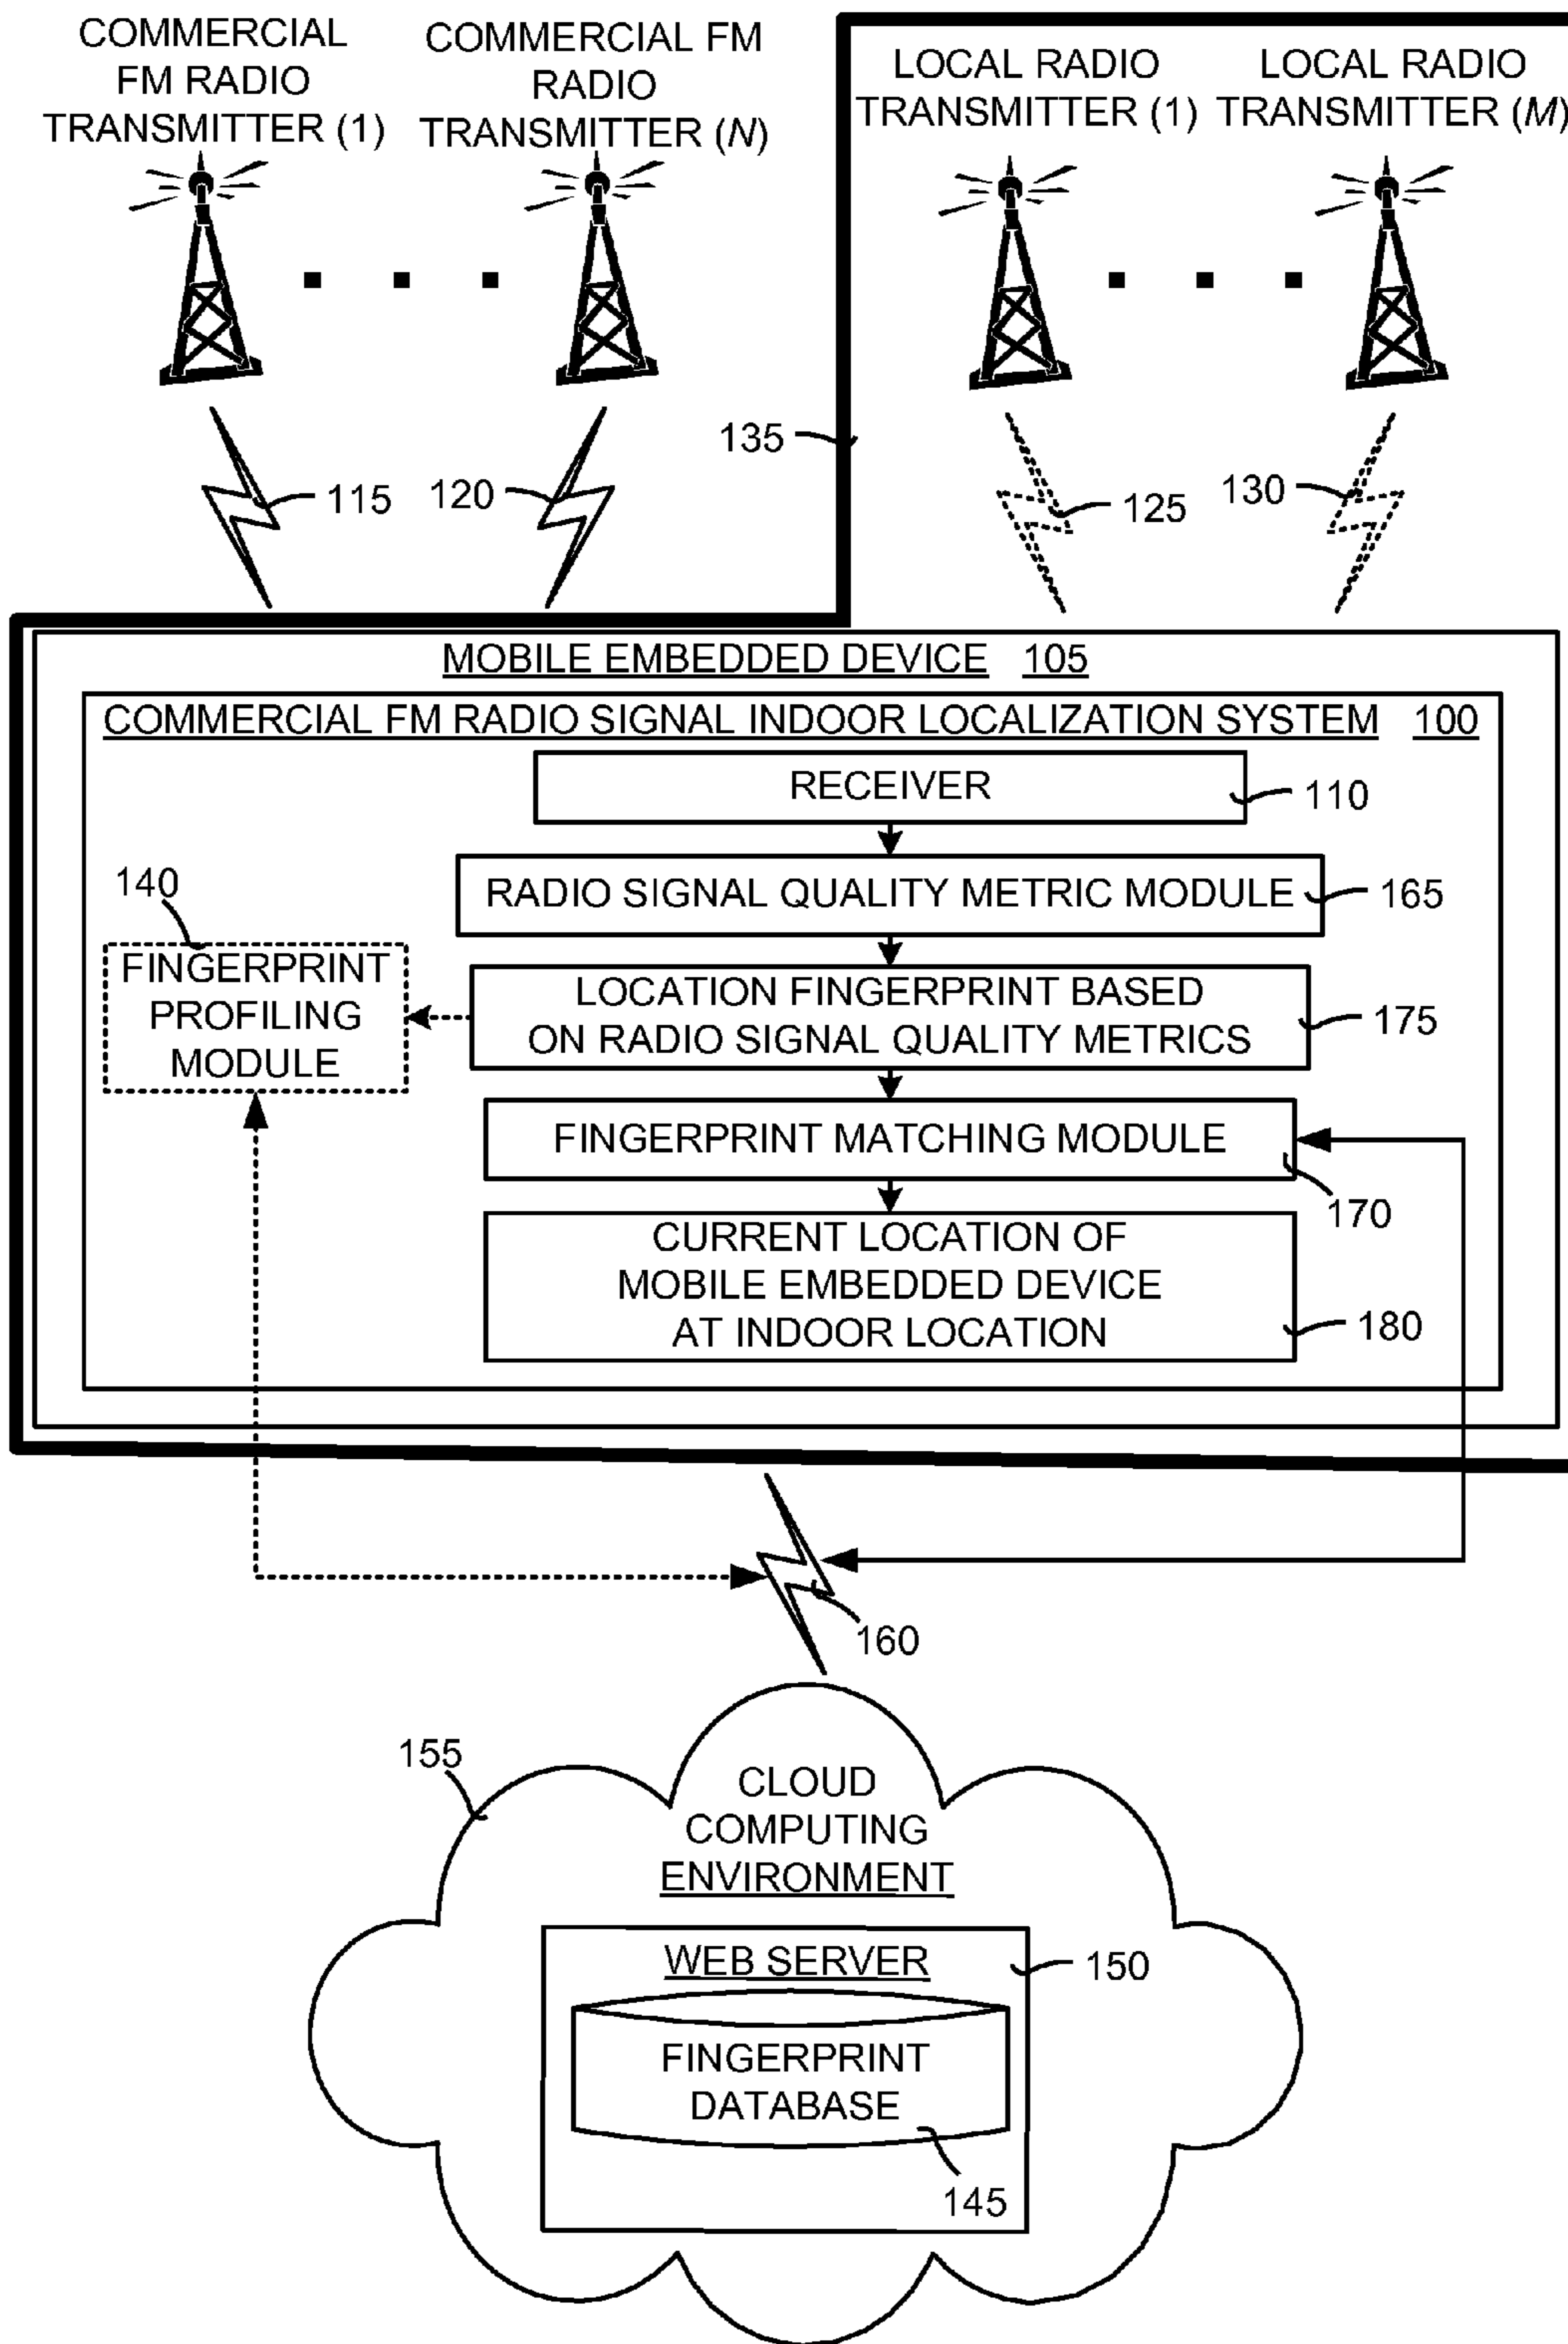 COMMERCIAL
FM RADIO
TRANSMITTER (1)
COMMERCIAL FM
RADIO
TRANSMITTER (N)
LOCAL RADIO
TRANSMITTER (1)
LOCAL RADIO
TRANSMITTER (M)
135
115
120
125
130
MOBILE EMBEDDED DEVICE 105
COMMERCIAL FM RADIO SIGNAL INDOOR LOCALIZATION SYSTEM 100
RECEIVER
110
RADIO SIGNAL QUALITY METRIC MODULE
165
140
FINGERPRINT
PROFILING
MODULE
LOCATION FINGERPRINT BASED
ON RADIO SIGNAL QUALITY METRICS
175
FINGERPRINT MATCHING MODULE
170
CURRENT LOCATION OF
MOBILE EMBEDDED DEVICE
AT INDOOR LOCATION
180
160
155
CLOUD
COMPUTING
ENVIRONMENT
WEB SERVER
150
FINGERPRINT
DATABASE
145